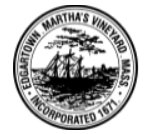 EDGARTOWN MARTHA'S VINEYARD, MASS.
· INCORPORATED 1671 ·